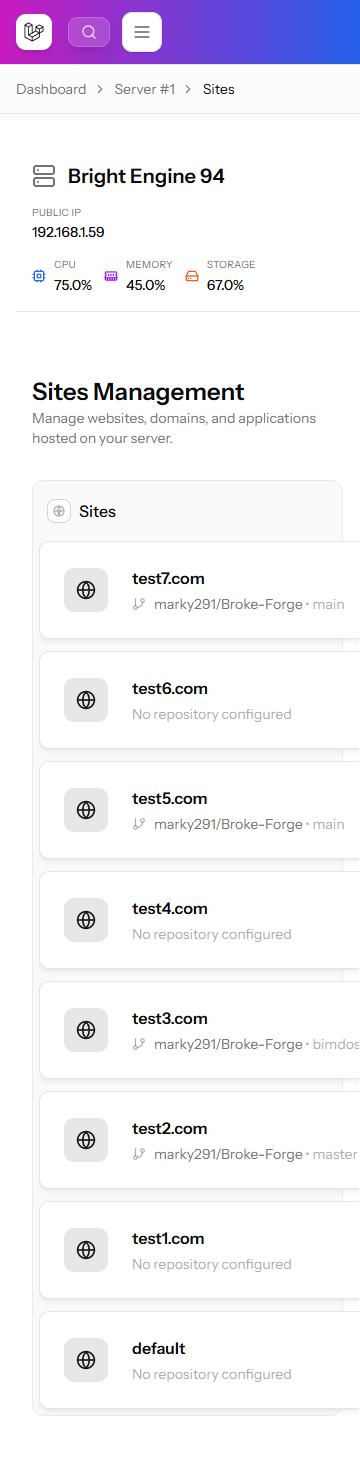 Dashboard > Server #1 > Sites
Bright Engine 94
PUBLIC IP
192.168.1.59
CPU MEMORY STORAGE
75.0% 45.0% 67.0%
Sites Management
Manage websites, domains, and applications
hosted on your server.
Sites
test7.com
marky291/Broke-Forge • main
test6.com
No repository configured
test5.com
marky291/Broke-Forge • main
test4.com
No repository configured
test3.com
marky291/Broke-Forge • bimdos
test2.com
marky291/Broke-Forge • master
test1.com
No repository configured
default
No repository configured